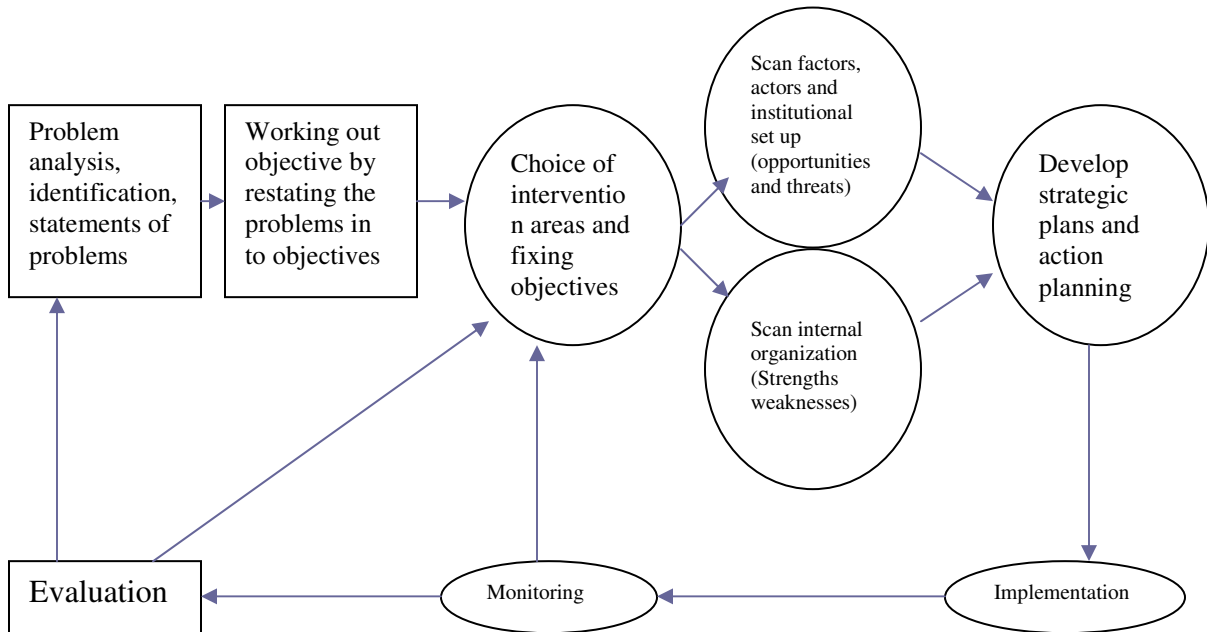 Problem
analysis,
identification,
statements of
problems
Working out
objective by
restating the
problems in
to objectives
Choice of
interventio
n areas and
fixing
objectives
Scan factors,
actors and
institutional
set up
(opportunities
and threats)
Scan internal
organization
(Strengths
weaknesses)
Develop
strategic
plans and
action
planning
Evaluation
Monitoring
Implementation